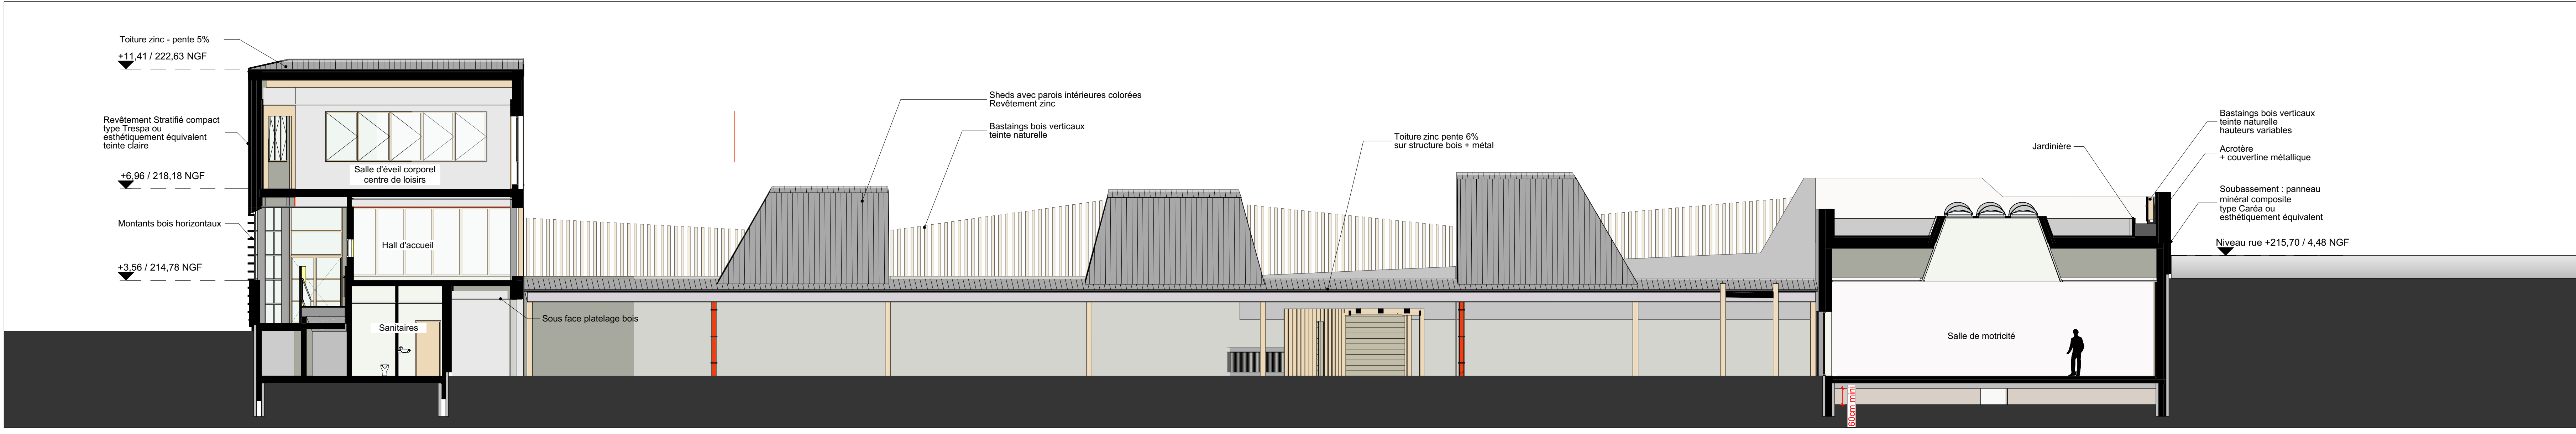 Toiture zinc - pente 5%
+11,41 / 222,63 NGF
Revêtement Stratifié compact
type Trespa ou
esthétiquement équivalent
teinte claire
+6,96 / 218,18 NGF
Montants bois horizontaux
+3,56 / 214,78 NGF
Salle d'éveil corporel
centre de loisirs
Hall d'accueil
Sanitaires
Sous face platelage bois
Sheds avec parois intérieures colorées
Revêtement zinc
Bastaings bois verticaux
teinte naturelle
Toiture zinc pente 6%
sur structure bois + métal
Salle de motricité
60cm mini
Jardinière
Bastaings bois verticaux
teinte naturelle
hauteurs variables
Acrotère
+ couvertine métallique
Soubassement : panneau
minéral composite
type Caréa ou
esthétiquement équivalent
Niveau rue +215,70 / 4,48 NGF